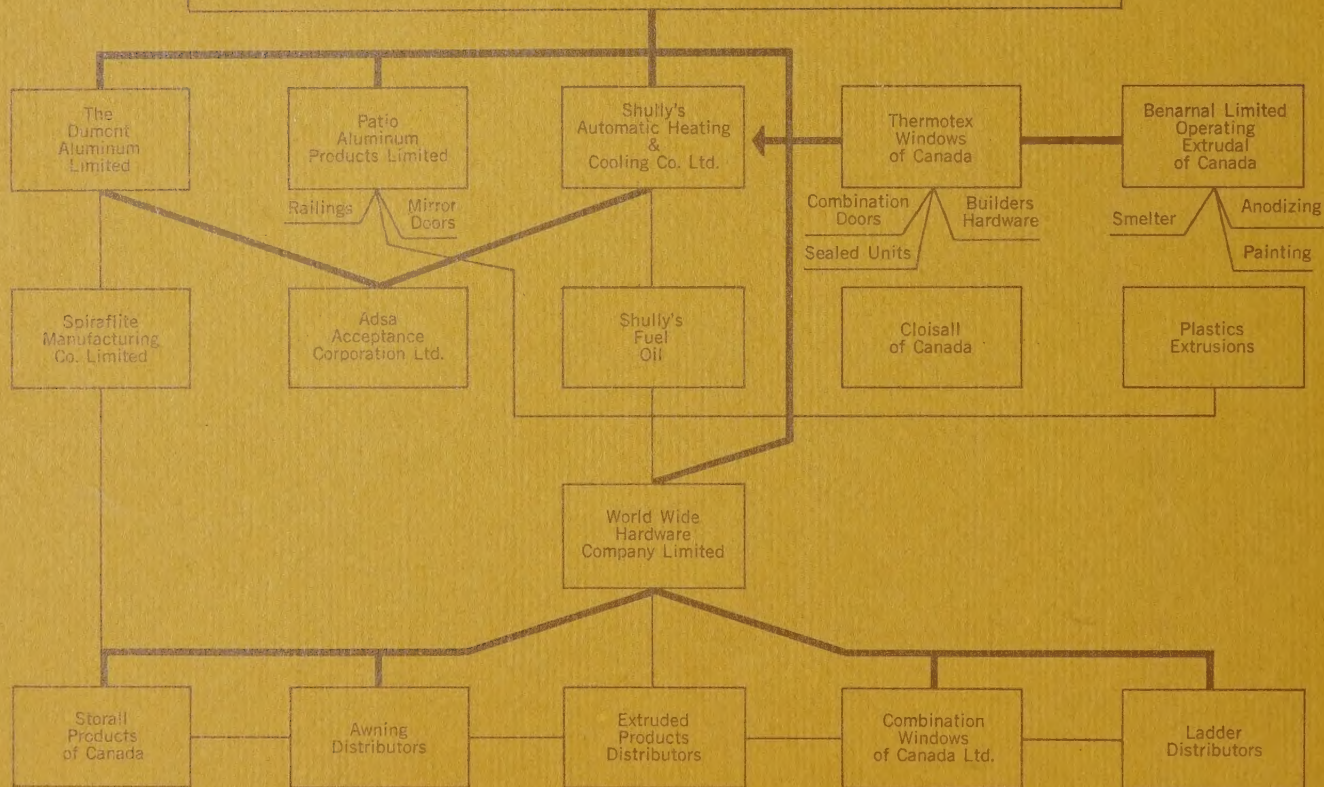 The
Dumont
Aluminum
Limited
Patio
Aluminum
Products Limited
Shully's
Automatic Heating
&
Cooling Co. Ltd.
Thermotex
Windows
of Canada
Benarnal Limited
Operating
Extrudal
of Canada
Railings
Mirror
Doors
Combination
Doors
Builders
Hardware
Sealed Units
Smelter
Anodizing
Painting
Spiraflite
Manufacturing
Co. Limited
Adsa
Acceptance
Corporation Ltd.
Shully's
Fuel
Oil
Cloisall
of Canada
Plastics
Extrusions
World Wide
Hardware
Company Limited
Storall
Products
of Canada
Awning
Distributors
Extruded
Products
Distributors
Combination
Windows
of Canada Ltd.
Ladder
Distributors